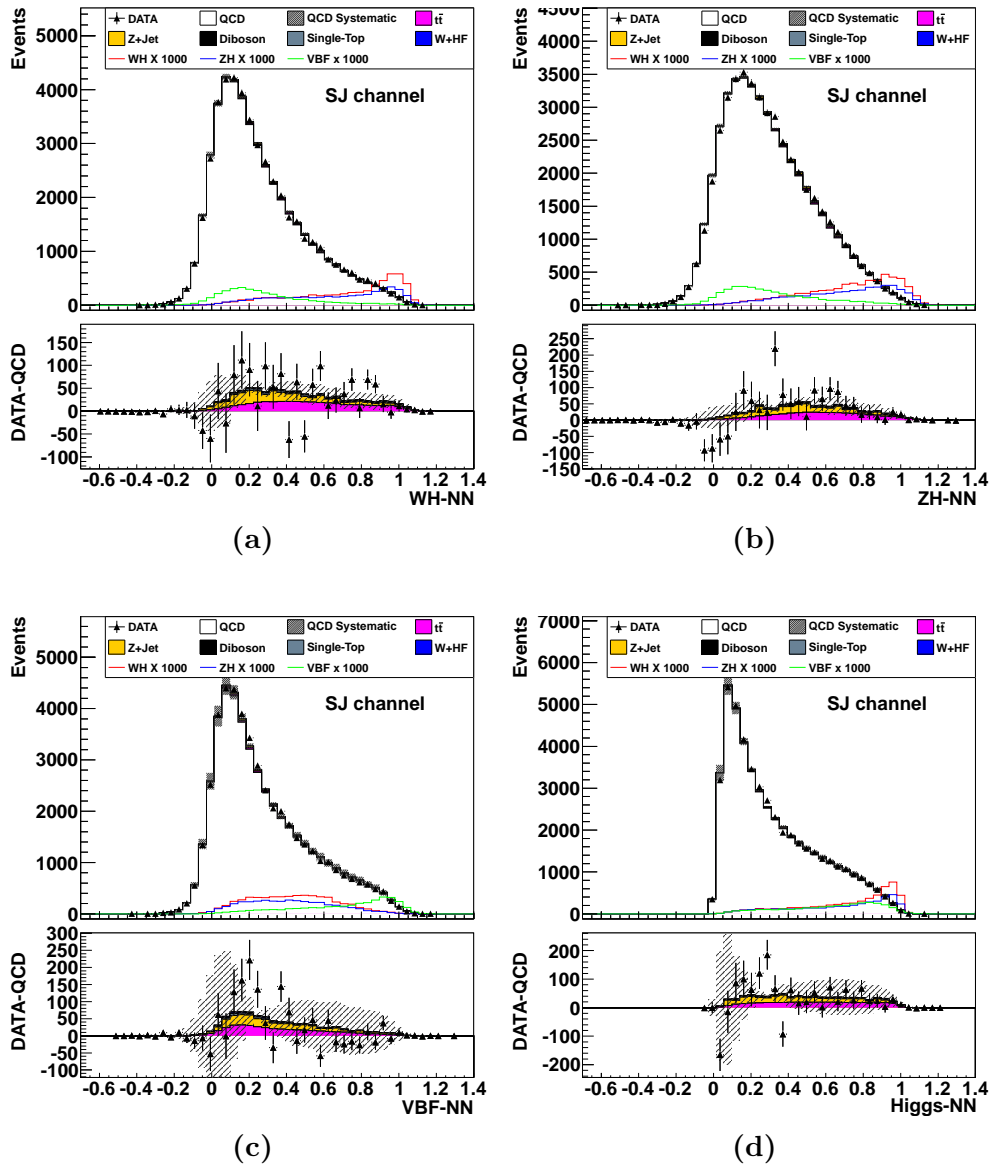 Events
5000
4000
3000
2000
1000
0
DATA QCD QCD Systematic tt̄
Z+Jet Diboson Single-Top W+HF
WH X 1000 ZH X 1000 VBF x 1000
SJ channel
DATA-QCD
150
100
50
0
-50
-100
-0.6 -0.4 -0.2 0 0.2 0.4 0.6 0.8 1 1.2 1.4
WH-NN
(a)
Events
4500
4000
3500
3000
2500
2000
1500
1000
500
0
DATA QCD QCD Systematic tt̄
Z+Jet Diboson Single-Top W+HF
WH X 1000 ZH X 1000 VBF x 1000
SJ channel
DATA-QCD
250
200
150
100
50
0
-50
-100
-150
-0.6 -0.4 -0.2 0 0.2 0.4 0.6 0.8 1 1.2 1.4
ZH-NN
(b)
Events
5000
4000
3000
2000
1000
0
DATA QCD QCD Systematic tt̄
Z+Jet Diboson Single-Top W+HF
WH X 1000 ZH X 1000 VBF x 1000
SJ channel
DATA-QCD
300
250
200
150
100
50
0
-50
-100
-0.6 -0.4 -0.2 0 0.2 0.4 0.6 0.8 1 1.2 1.4
VBF-NN
(c)
Events
7000
6000
5000
4000
3000
2000
1000
0
DATA QCD QCD Systematic tt̄
Z+Jet Diboson Single-Top W+HF
WH X 1000 ZH X 1000 VBF x 1000
SJ channel
DATA-QCD
200
100
0
-100
-200
-0.6 -0.4 -0.2 0 0.2 0.4 0.6 0.8 1 1.2 1.4
Higgs-NN
(d)